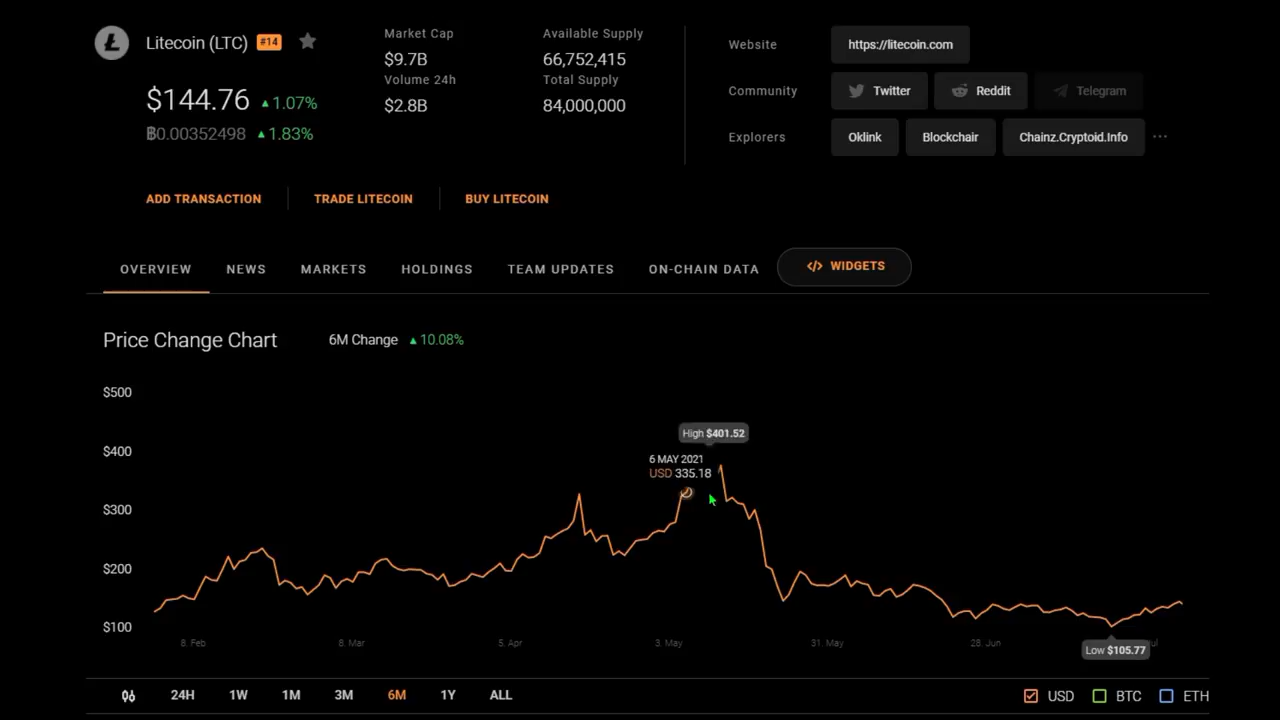 Litecoin (LTC) #14
$144.76 ▲1.07%
฿0.00352498 ▲1.83%
Market Cap
$9.7B
Volume 24h
$2.8B
Available Supply
66,752,415
Total Supply
84,000,000
Website https://litecoin.com
Community Twitter Reddit Telegram
Explorers Oklink Blockchair Chainz.Cryptoid.Info ...
ADD TRANSACTION TRADE LITECOIN BUY LITECOIN
OVERVIEW NEWS MARKETS HOLDINGS TEAM UPDATES ON-CHAIN DATA </> WIDGETS
Price Change Chart 6M Change ▲10.08%
$500
$400
$300
$200
$100
High $401.52
6 MAY 2021
USD 335.18
8. Feb 8. Mar 5. Apr 3. May 31. May 28. Jun
Low $105.77
24H 1W 1M 3M 6M 1Y ALL USD BTC ETH